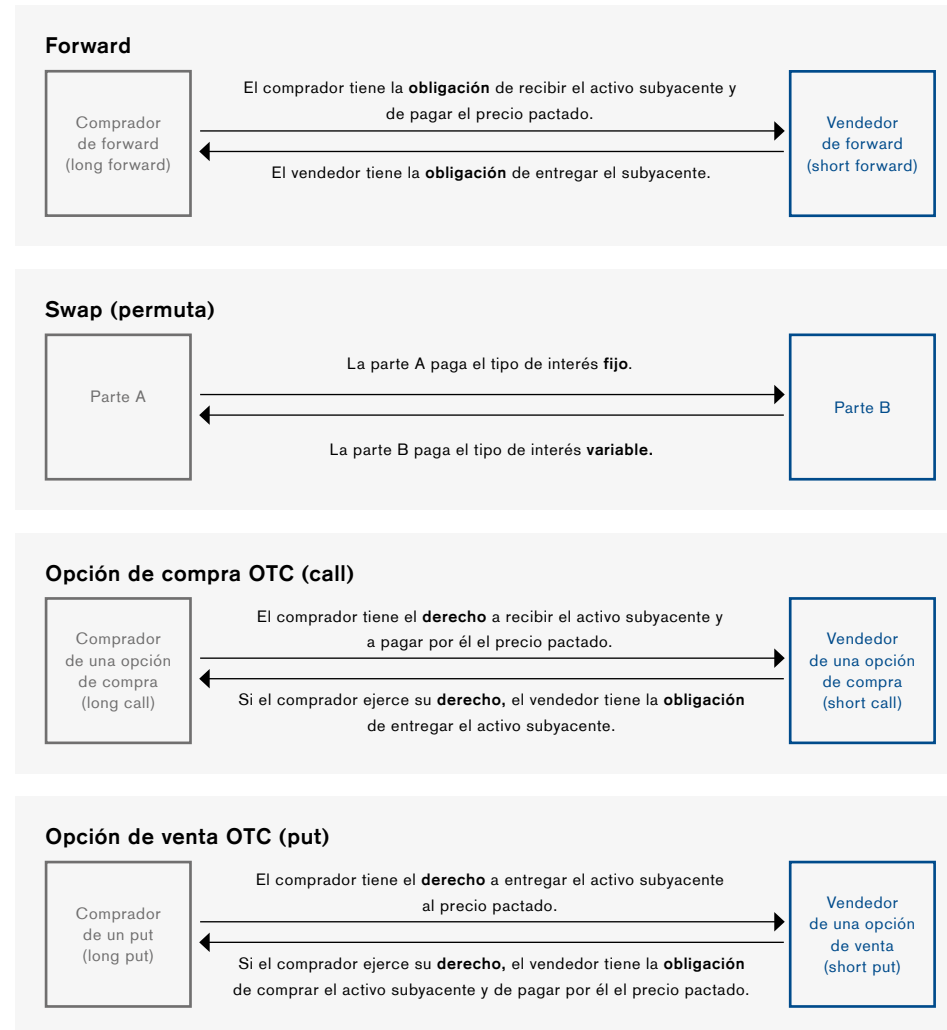 Forward
Comprador
de forward
(long forward)
El comprador tiene la obligación de recibir el activo subyacente y
de pagar el precio pactado.
El vendedor tiene la obligación de entregar el subyacente.
Vendedor
de forward
(short forward)
Swap (permuta)
Parte A
La parte A paga el tipo de interés fijo.
La parte B paga el tipo de interés variable.
Parte B
Opción de compra OTC (call)
Comprador
de una opción
de compra
(long call)
El comprador tiene el derecho a recibir el activo subyacente y
a pagar por él el precio pactado.
Si el comprador ejerce su derecho, el vendedor tiene la obligación
de entregar el activo subyacente.
Vendedor
de una opción
de compra
(short call)
Opción de venta OTC (put)
Comprador
de un put
(long put)
El comprador tiene el derecho a entregar el activo subyacente
al precio pactado.
Si el comprador ejerce su derecho, el vendedor tiene la obligación
de comprar el activo subyacente y de pagar por él el precio pactado.
Vendedor
de una opción
de venta
(short put)